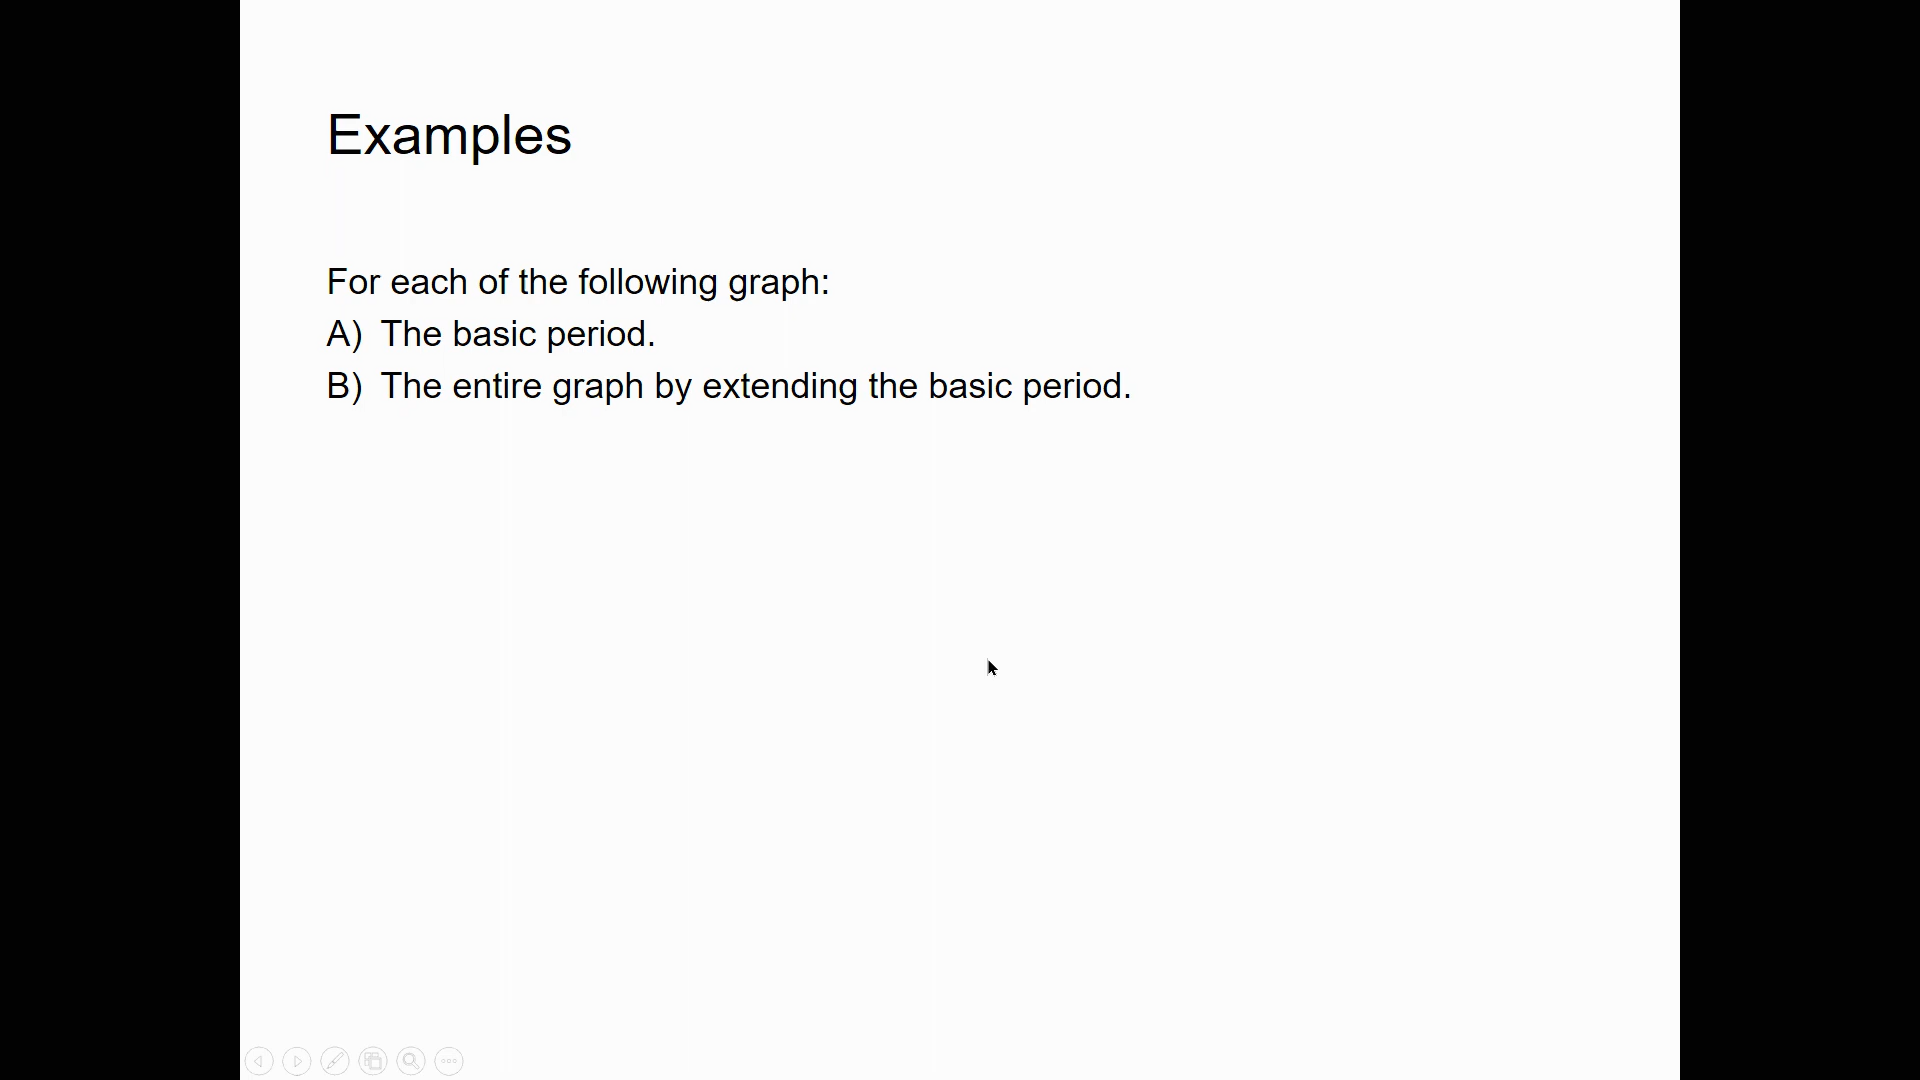 Examples
For each of the following graph:
A) The basic period.
B) The entire graph by extending the basic period.